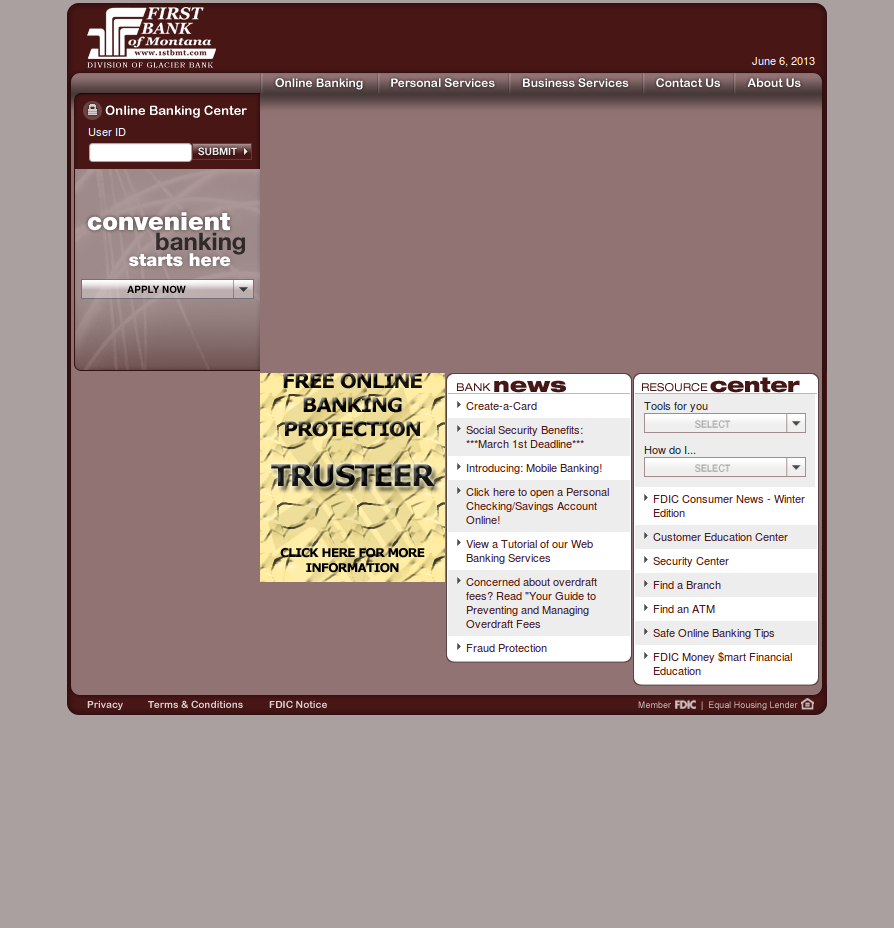 FIRST
BANK
of Montana
www.1stbmt.com
DIVISION OF GLACIER BANK
June 6, 2013
Online Banking
Personal Services
Business Services
Contact Us
About Us
Online Banking Center
User ID
SUBMIT
convenient
banking
starts here
APPLY NOW
FREE ONLINE
BANKING
PROTECTION
TRUSTEER
CLICK HERE FOR MORE
INFORMATION
BANK news
Create-a-Card
Social Security Benefits:
***March 1st Deadline***
Introducing: Mobile Banking!
Click here to open a Personal
Checking/Savings Account
Online!
View a Tutorial of our Web
Banking Services
Concerned about overdraft
fees? Read "Your Guide to
Preventing and Managing
Overdraft Fees
Fraud Protection
RESOURCE center
Tools for you
SELECT
How do I...
SELECT
FDIC Consumer News - Winter
Edition
Customer Education Center
Security Center
Find a Branch
Find an ATM
Safe Online Banking Tips
FDIC Money $mart Financial
Education
Privacy
Terms & Conditions
FDIC Notice
Member FDIC | Equal Housing Lender